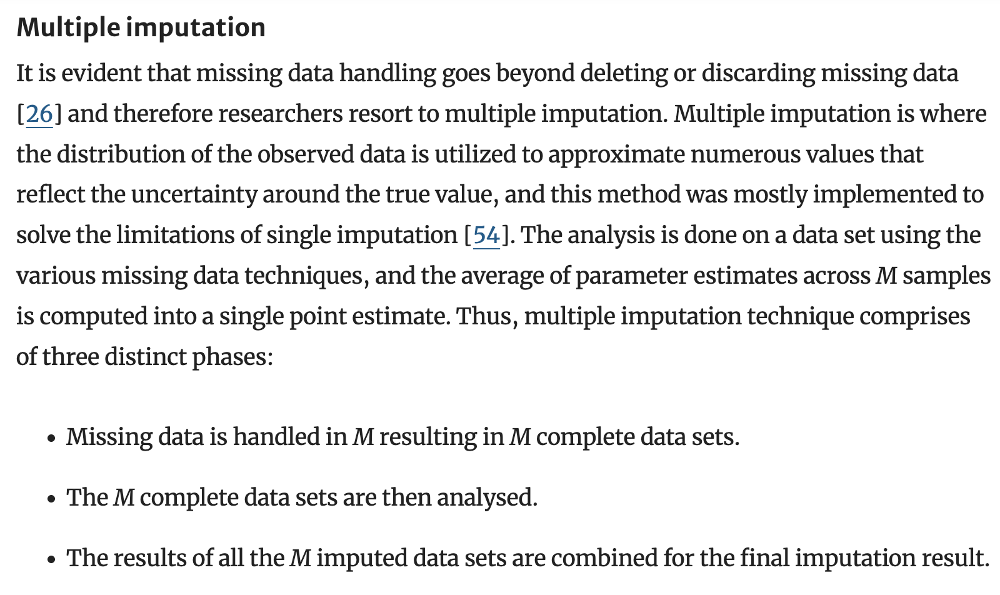 Multiple imputation
It is evident that missing data handling goes beyond deleting or discarding missing data
[26] and therefore researchers resort to multiple imputation. Multiple imputation is where
the distribution of the observed data is utilized to approximate numerous values that
reflect the uncertainty around the true value, and this method was mostly implemented to
solve the limitations of single imputation [54]. The analysis is done on a data set using the
various missing data techniques, and the average of parameter estimates across M samples
is computed into a single point estimate. Thus, multiple imputation technique comprises
of three distinct phases:
• Missing data is handled in M resulting in M complete data sets.
• The M complete data sets are then analysed.
• The results of all the M imputed data sets are combined for the final imputation result.